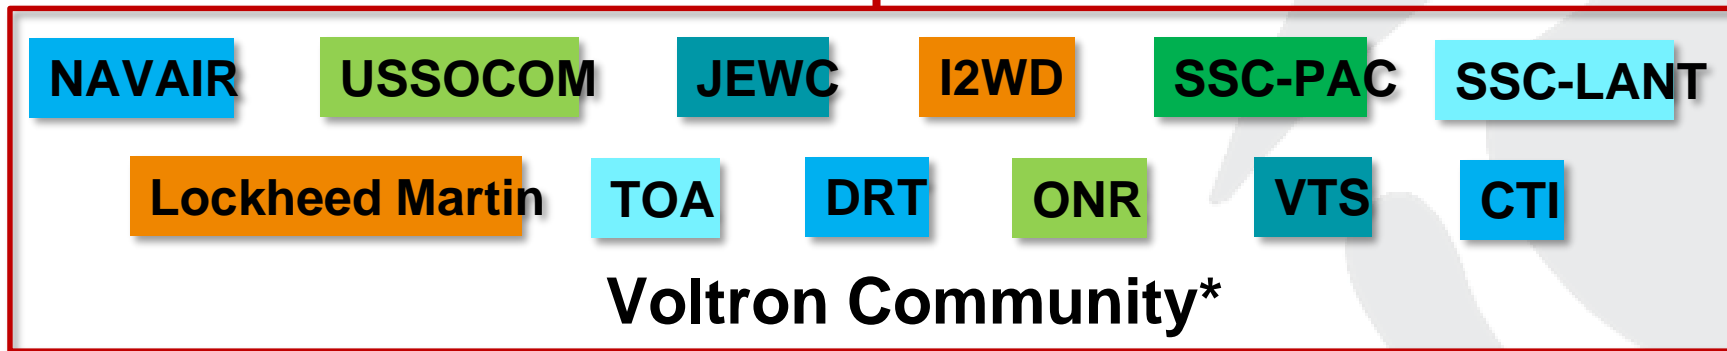 NAVAIR USSOCOM JEWC I2WD SSC-PAC SSC-LANT
Lockheed Martin TOA DRT ONR VTS CTI
Voltron Community*